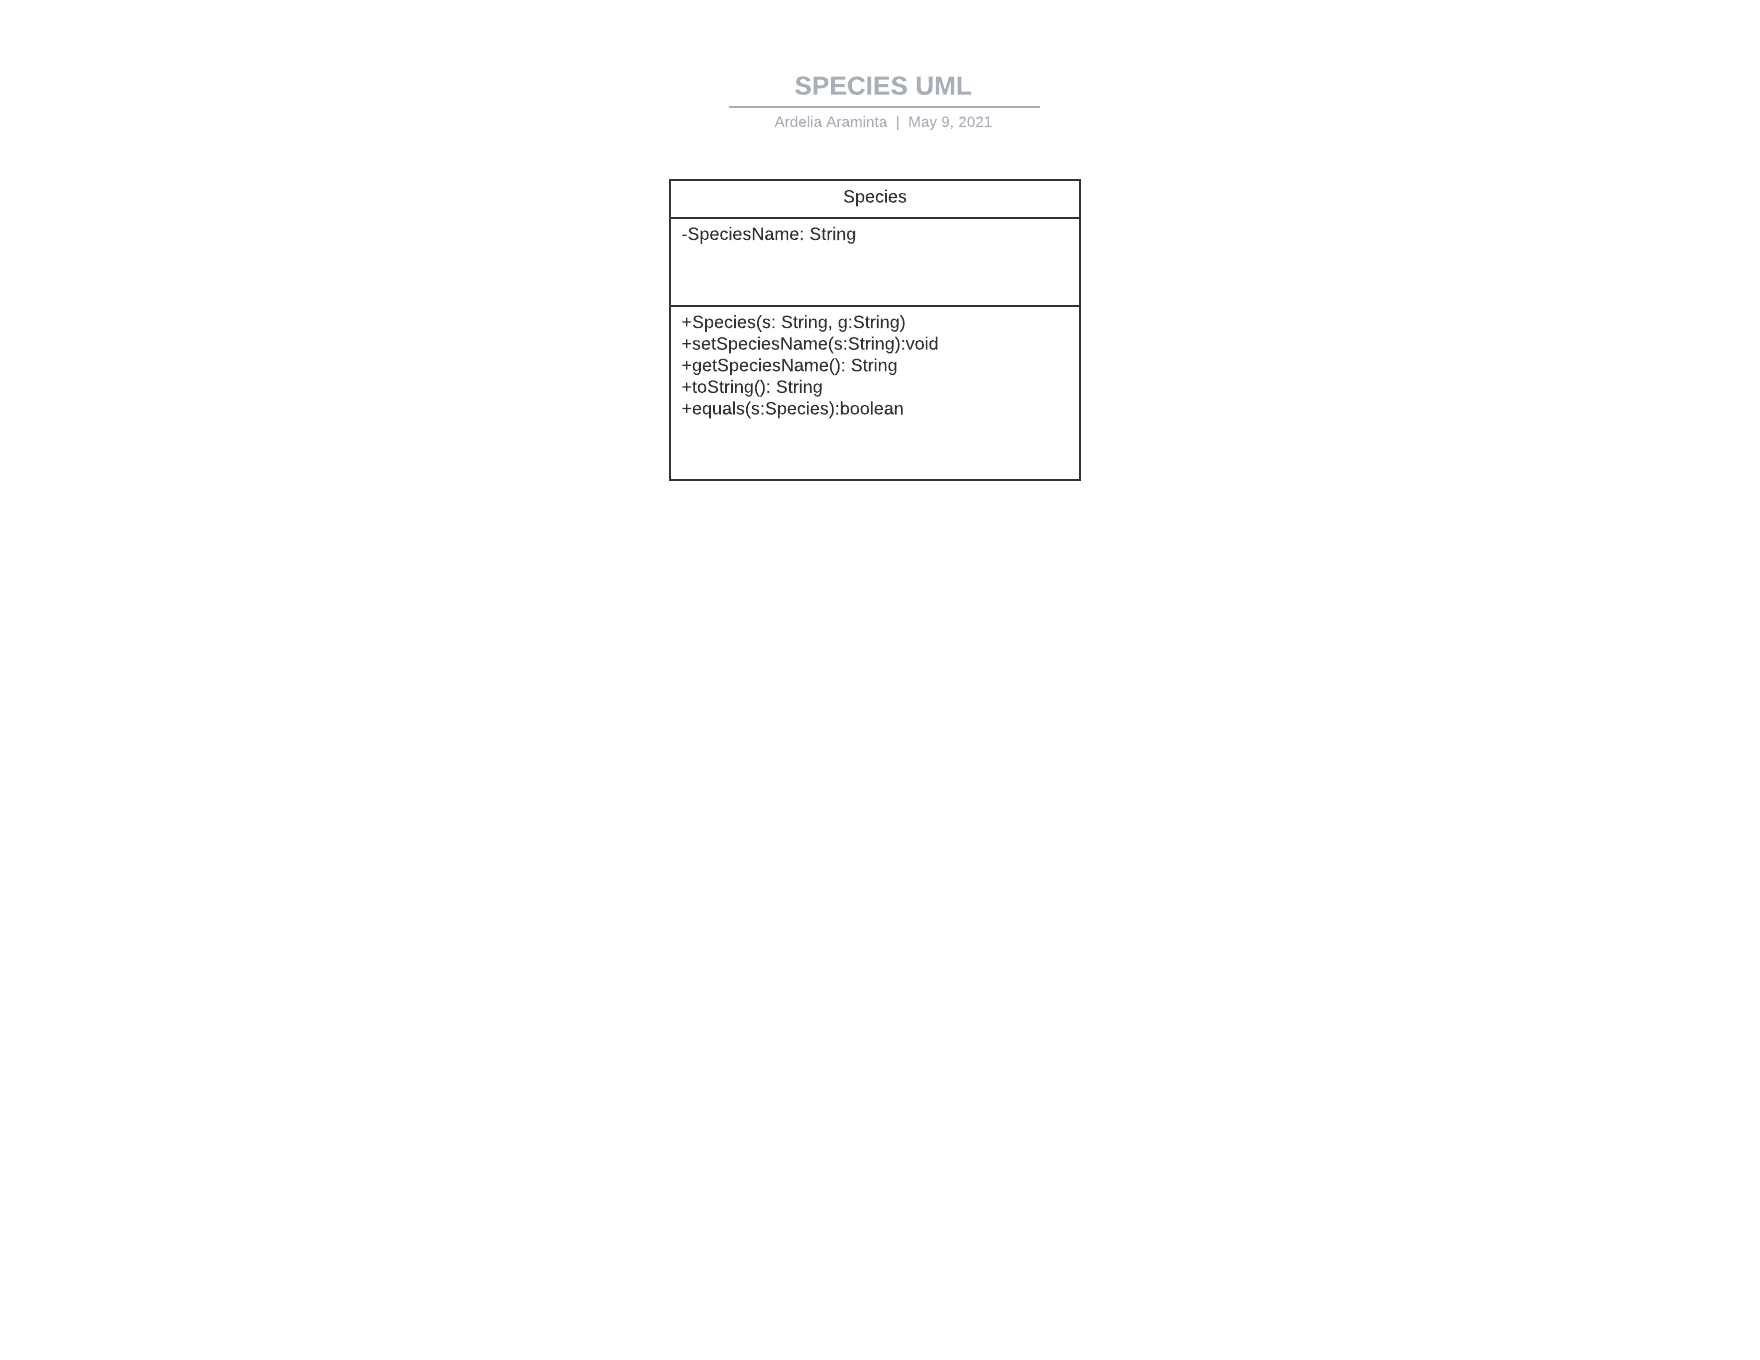 SPECIES UML
Ardelia Araminta | May 9, 2021
Species
-SpeciesName: String
+Species(s: String, g:String)
+setSpeciesName(s:String):void
+getSpeciesName(): String
+toString(): String
+equals(s:Species):boolean